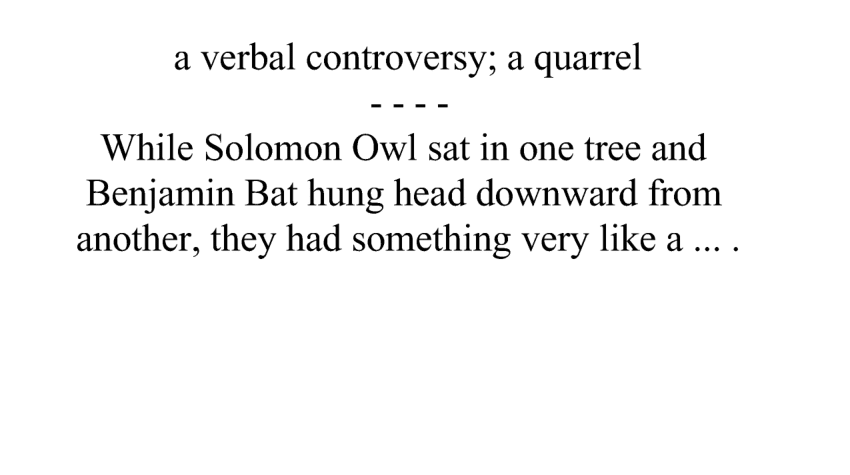 a verbal controversy; a quarrel
- - - -
While Solomon Owl sat in one tree and
Benjamin Bat hung head downward from
another, they had something very like a ... .